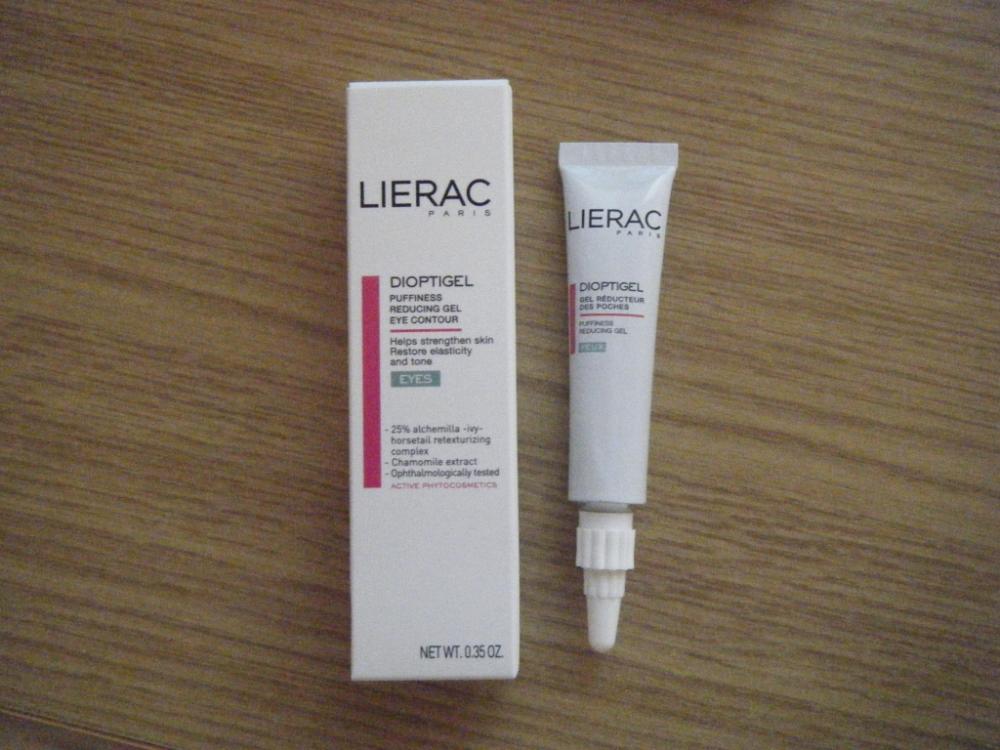 LIERAC
PARIS
DIOPTIGEL
PUFFINESS
REDUCING GEL
EYE CONTOUR
Helps strengthen skin
Restore elasticity
and tone
EYES
- 25% alchemilla -ivy-
horsetail retexturizing
complex
- Chamomile extract
- Ophthalmologically tested
ACTIVE PHYTOCOSMETICS
NET WT. 0.35 OZ.
LIERAC
PARIS
DIOPTIGEL
GEL RÉDUCTEUR
DES POCHES
PUFFINESS
REDUCING GEL
YEUX